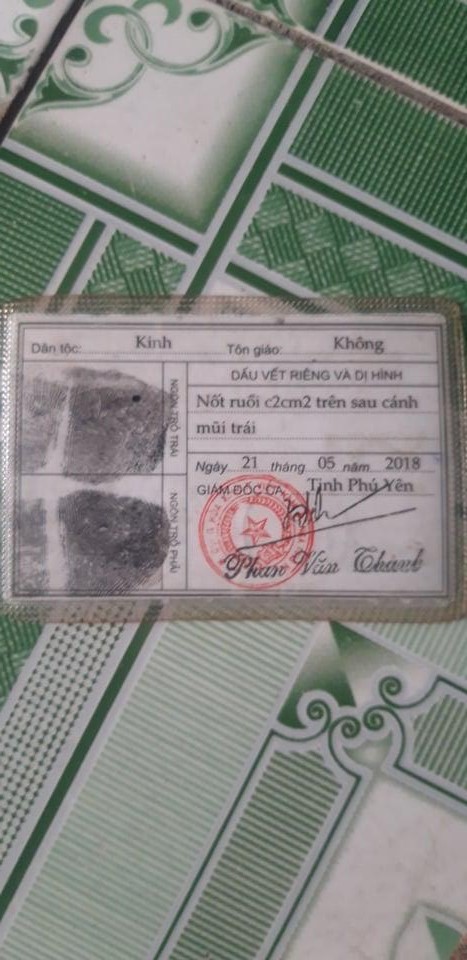 Dân tộc: Kinh Tôn giáo: Không
NGÓN TRỎ TRÁI
NGÓN TRỎ PHẢI
DẤU VẾT RIÊNG VÀ DỊ HÌNH
Nốt ruồi c2cm2 trên sau cánh
mũi trái
Ngày 21 tháng 05 năm 2018
GIÁM ĐỐC CA Tỉnh Phú Yên
Phan Văn Thanh